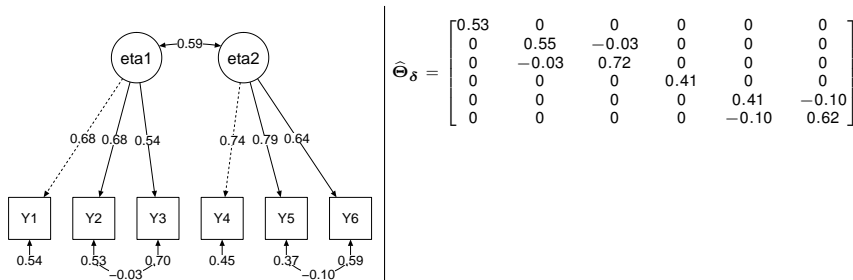 0.59
eta1 eta2
0.68 0.68 0.54 0.74 0.79 0.64
Y1 Y2 Y3 Y4 Y5 Y6
0.54 0.53 0.70 0.45 0.37 0.59
−0.03 −0.10
0.53 0 0 0 0 0
0 0.55 −0.03 0 0 0
0 −0.03 0.72 0 0 0
Θ̂δ =
0 0 0 0.41 0 0
0 0 0 0 0.41 −0.10
0 0 0 0 −0.10 0.62